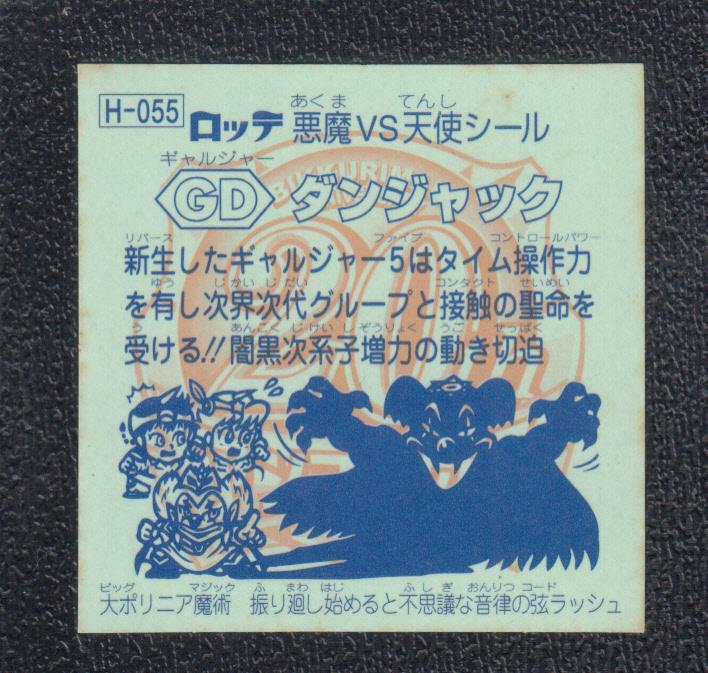 H-055 ロッテ 悪魔VS天使シール
あくま てんし
ギャルジャー
GD ダンジャック
リバース ファイブ コントロールパワー
新生したギャルジャー5はタイム操作力
ゆう じかいじだい コンタクト せいめい
を有し次界次代グループと接触の聖命を
う あんこくじけいしぞうりょく うご せっぱく
受ける!!闇黒次系子増力の動き切迫
ビッグ マジック ふ まわ はじ ふしぎ おんりつ コード
大ポリニア魔術 振り廻し始めると不思議な音律の弦ラッシュ